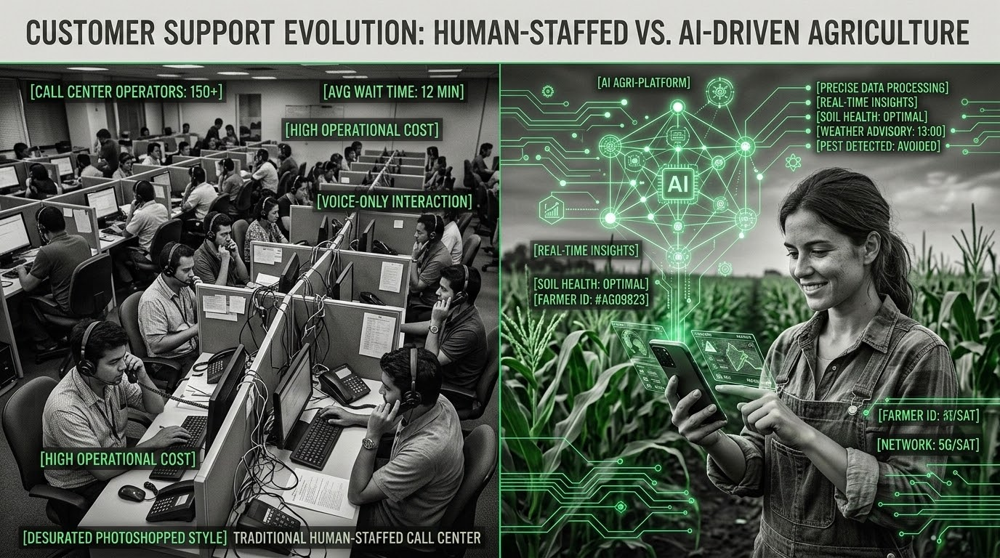 CUSTOMER SUPPORT EVOLUTION: HUMAN-STAFFED VS. AI-DRIVEN AGRICULTURE
[CALL CENTER OPERATORS: 150+]
[AVG WAIT TIME: 12 MIN]
[HIGH OPERATIONAL COST]
[VOICE-ONLY INTERACTION]
[HIGH OPERATIONAL COST]
[DESURATED PHOTOSHOPPED STYLE] TRADITIONAL HUMAN-STAFFED CALL CENTER
[AI AGRI-PLATFORM]
[PRECISE DATA PROCESSING]
[REAL-TIME INSIGHTS]
[SOIL HEALTH: OPTIMAL]
[WEATHER ADVISORY: 13:00]
[PEST DETECTED: AVOIDED]
AI
[REAL-TIME INSIGHTS]
[SOIL HEALTH: OPTIMAL]
[FARMER ID: #AG09823]
[FARMER ID: /SAT]
[NETWORK: 5G/SAT]